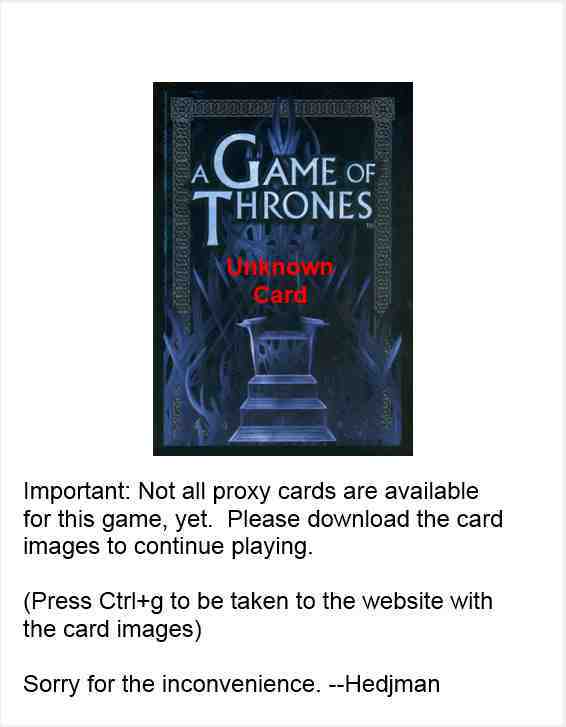 A GAME OF
THRONES
Unknown
Card
Important: Not all proxy cards are available
for this game, yet.  Please download the card
images to continue playing.
(Press Ctrl+g to be taken to the website with
the card images)
Sorry for the inconvenience. --Hedjman